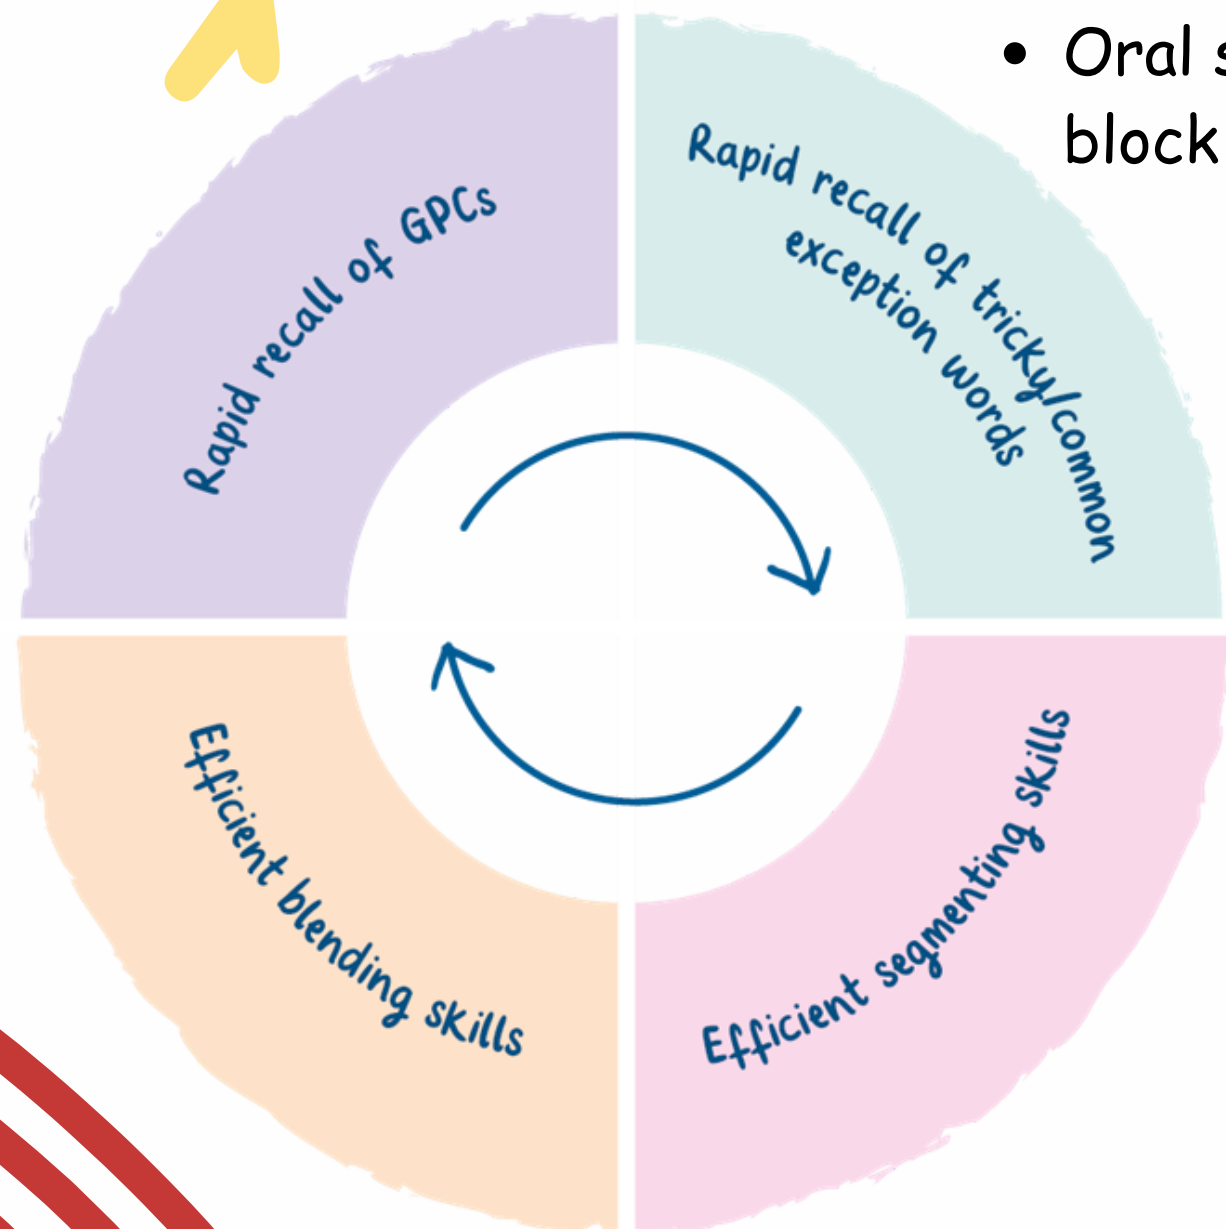 • Oral
block
Rapid recall of GPCs
Rapid recall of tricky/common
exception words
Efficient blending skills
Efficient segmenting skills